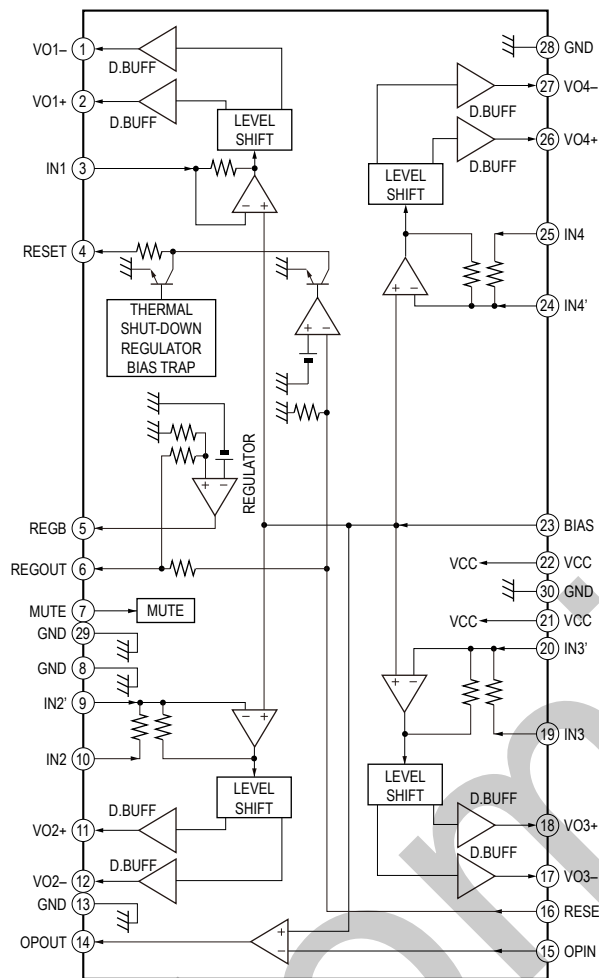 VO1–
1
D.BUFF
VO1+
2
D.BUFF
LEVEL
SHIFT
IN1
3
– +
RESET
4
THERMAL
SHUT-DOWN
REGULATOR
BIAS TRAP
+ –
+ –
REGULATOR
REGB
5
REGOUT
6
MUTE
7
MUTE
GND
29
GND
8
IN2'
9
– +
IN2
10
LEVEL
SHIFT
D.BUFF
VO2+
11
D.BUFF
VO2–
12
GND
13
OPOUT
14
+
–
28
GND
27
VO4–
D.BUFF
26
VO4+
D.BUFF
LEVEL
SHIFT
25
IN4
+ –
24
IN4'
23
BIAS
VCC
22
VCC
30
GND
VCC
21
VCC
20
IN3'
+ –
19
IN3
LEVEL
SHIFT
D.BUFF
18
VO3+
D.BUFF
17
VO3–
16
RESE
15
OPIN